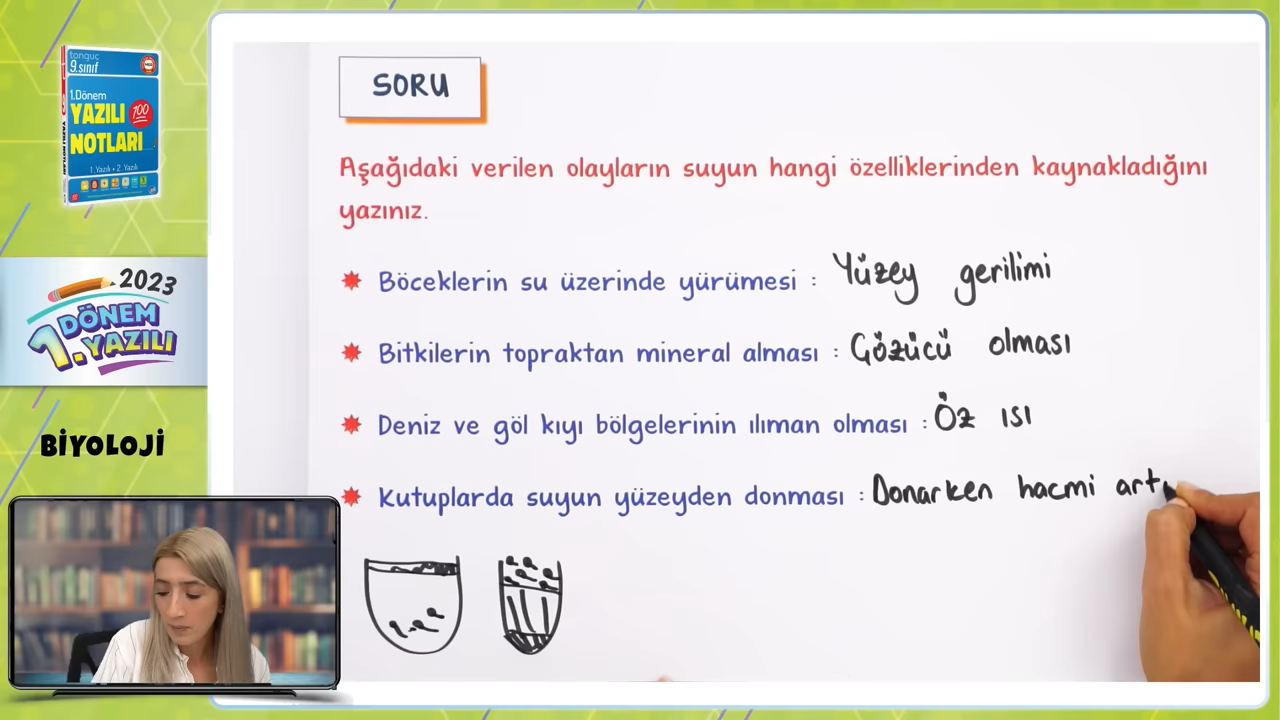 tonguç
9.sınıf
1.Dönem
YAZILI
100
NOTLARI
1. Yazılı • 2. Yazılı
YAZILI NOTLARI
2023
1. DÖNEM
YAZILI
BİYOLOJİ
SORU
Aşağıdaki verilen olayların suyun hangi özelliklerinden kaynakladığını
yazınız.
Böceklerin su üzerinde yürümesi : Yüzey gerilimi
Bitkilerin topraktan mineral alması : Çözücü olması
Deniz ve göl kıyı bölgelerinin ılıman olması : Öz ısı
Kutuplarda suyun yüzeyden donması : Donarken hacmi art